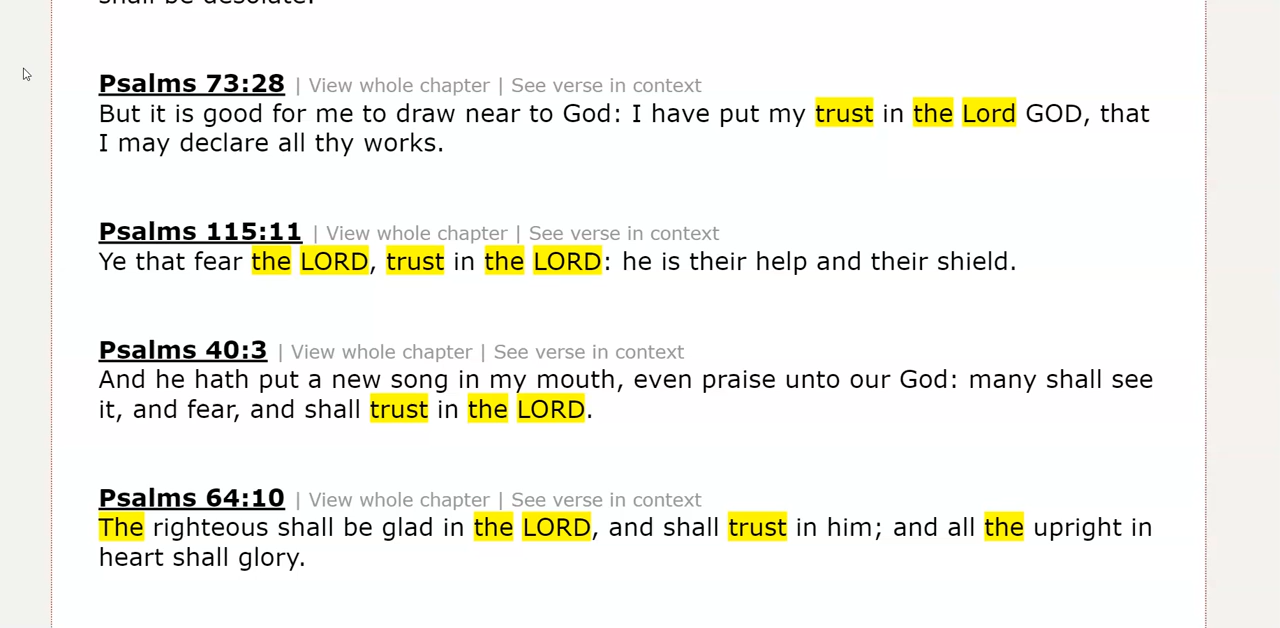 shall be desolate.
Psalms 73:28 | View whole chapter | See verse in context
But it is good for me to draw near to God: I have put my trust in the Lord GOD, that
I may declare all thy works.
Psalms 115:11 | View whole chapter | See verse in context
Ye that fear the LORD, trust in the LORD: he is their help and their shield.
Psalms 40:3 | View whole chapter | See verse in context
And he hath put a new song in my mouth, even praise unto our God: many shall see
it, and fear, and shall trust in the LORD.
Psalms 64:10 | View whole chapter | See verse in context
The righteous shall be glad in the LORD, and shall trust in him; and all the upright in
heart shall glory.